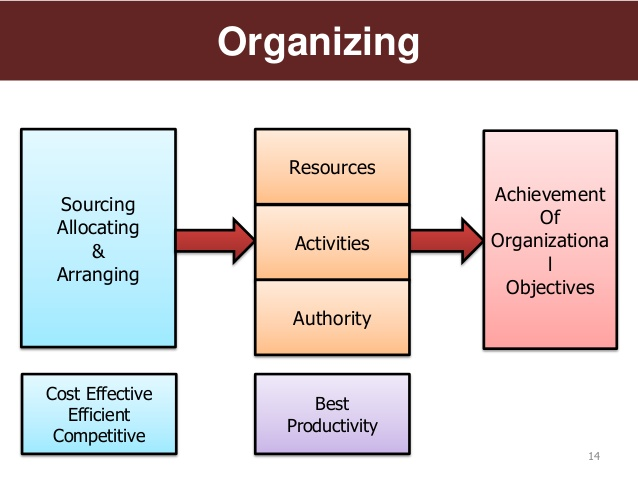 Organizing
Sourcing
Allocating
&
Arranging
Resources
Activities
Authority
Achievement
Of
Organizationa
l
Objectives
Cost Effective
Efficient
Competitive
Best
Productivity
14